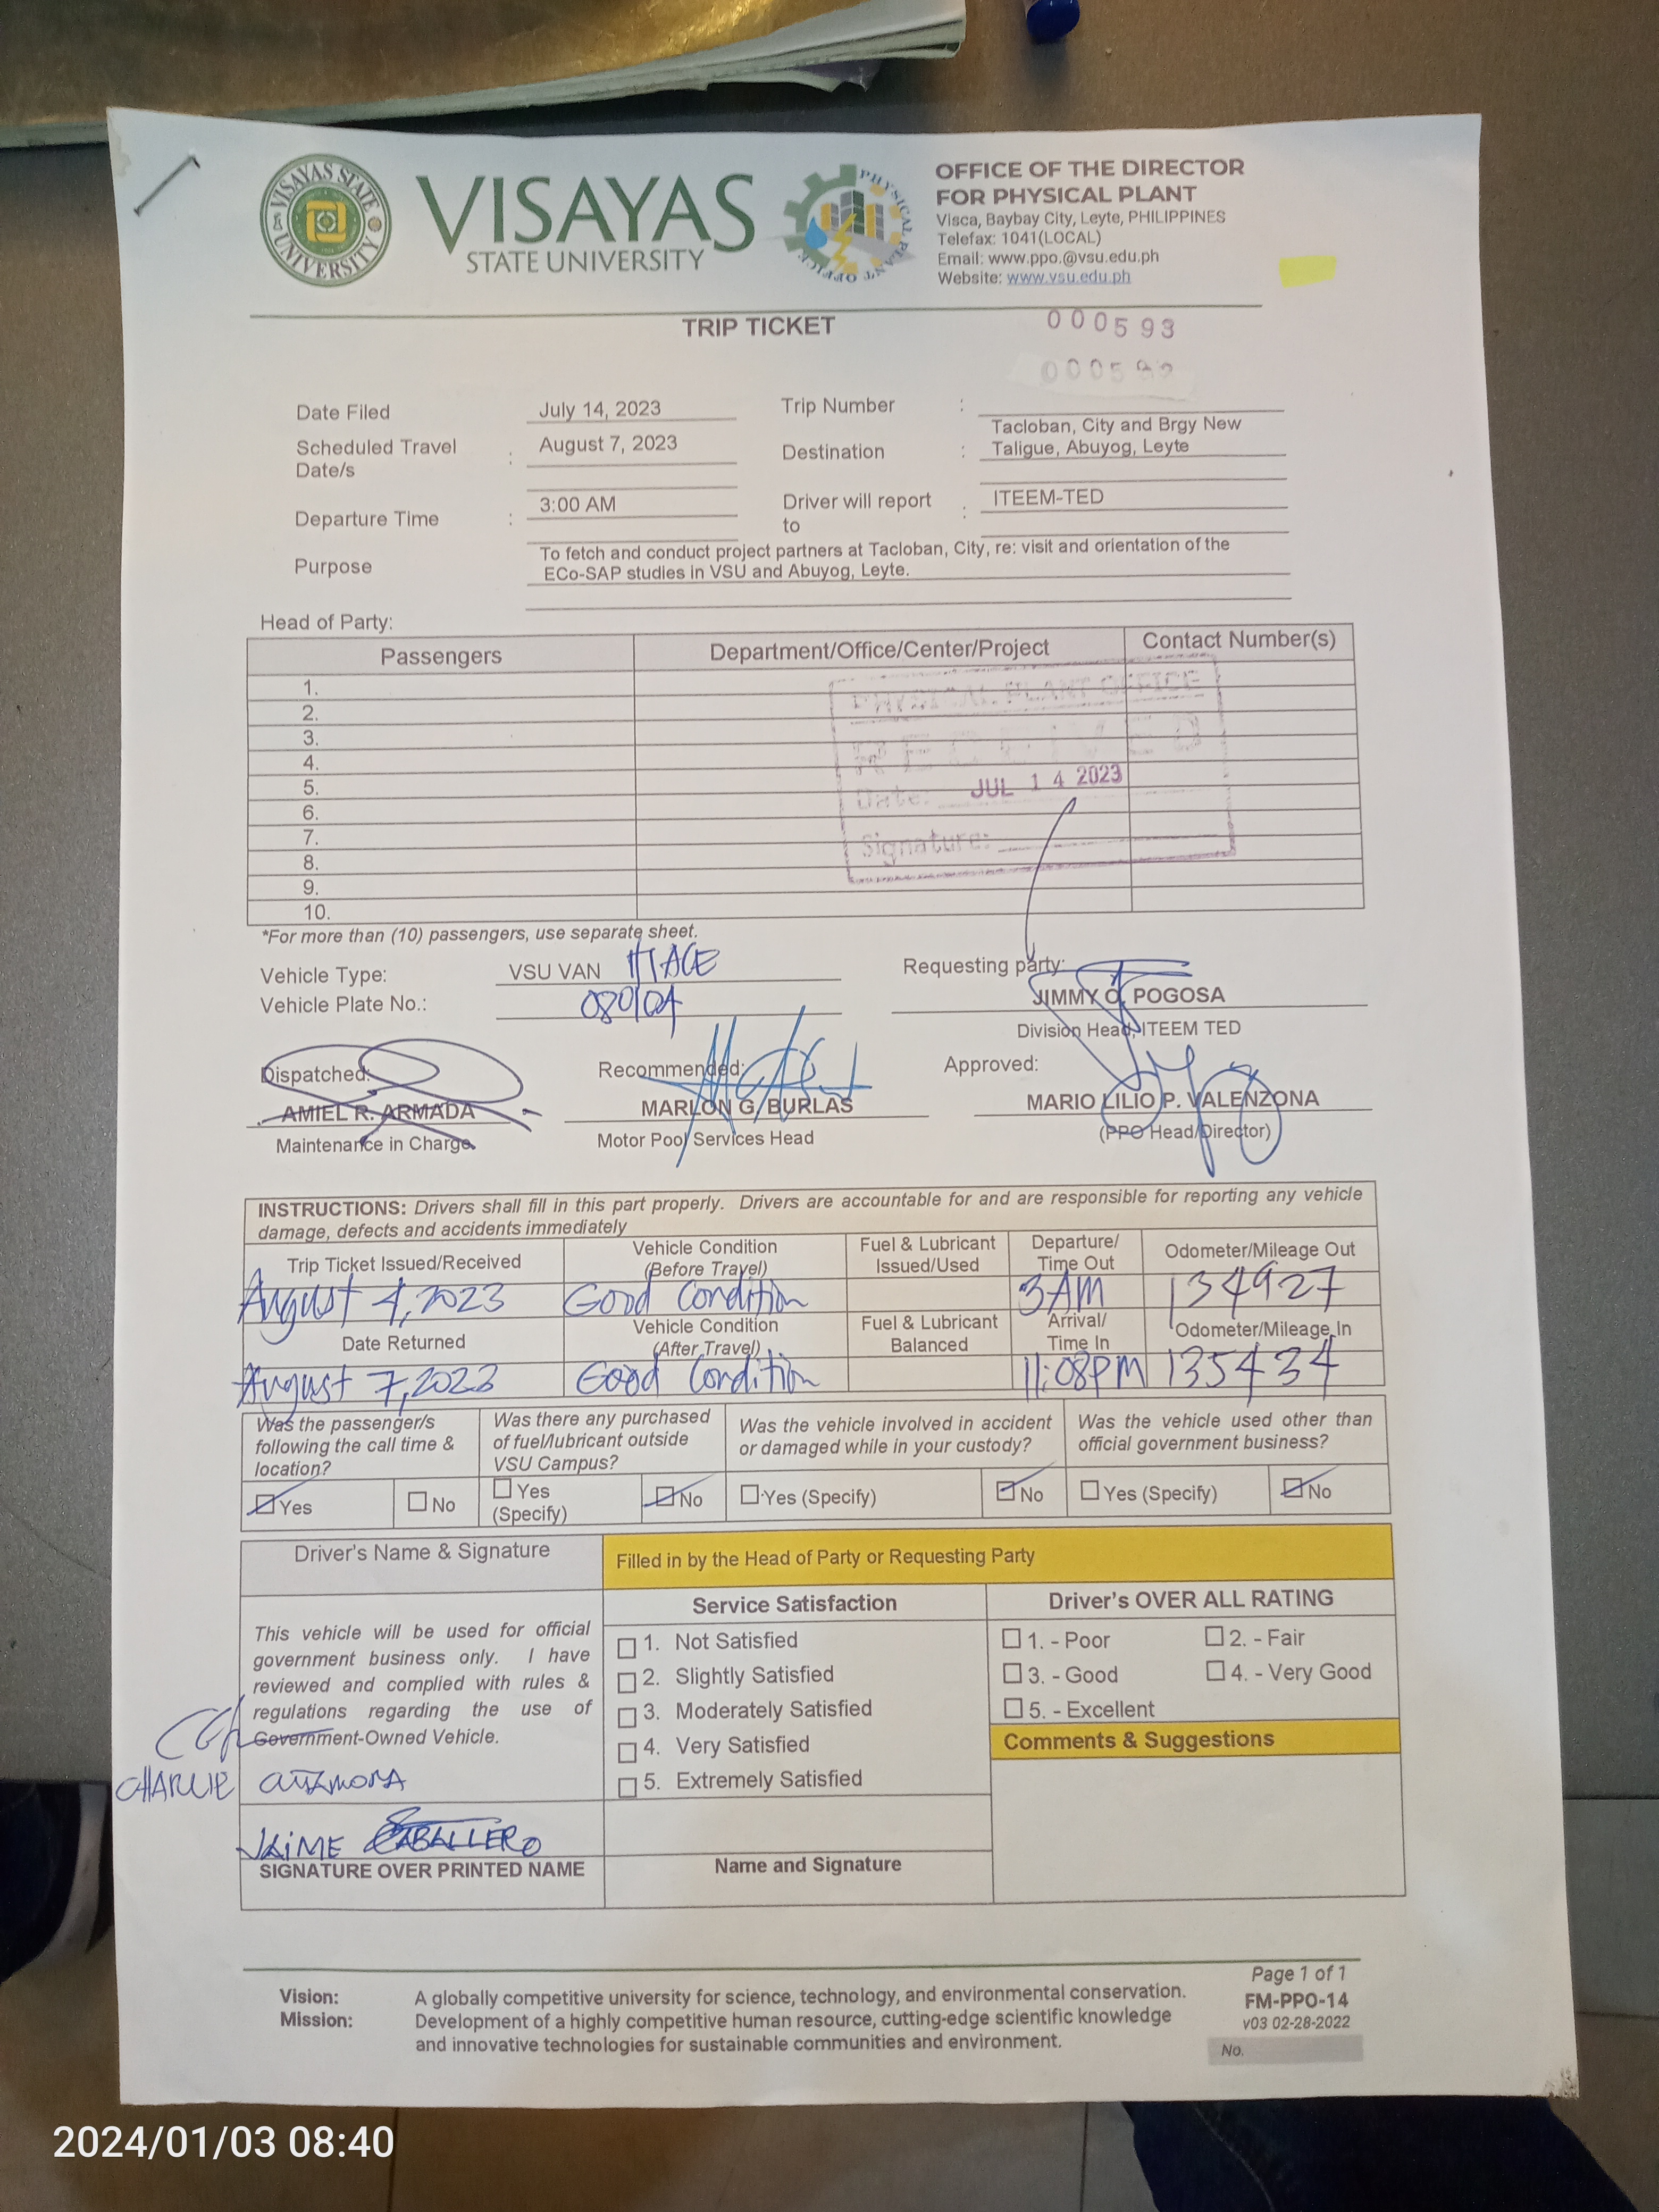 VISAYAS STATE UNIVERSITY
VISAYAS
STATE UNIVERSITY
PHYSICAL PLANT OFFICE
OFFICE OF THE DIRECTOR
FOR PHYSICAL PLANT
Visca, Baybay City, Leyte, PHILIPPINES
Telefax: 1041(LOCAL)
Email: www.ppo.@vsu.edu.ph
Website: www.vsu.edu.ph
TRIP TICKET
000593
Date Filed July 14, 2023 Trip Number :
Scheduled Travel Date/s : August 7, 2023 Destination : Tacloban, City and Brgy New Taligue, Abuyog, Leyte
Departure Time : 3:00 AM Driver will report to : ITEEM-TED
Purpose To fetch and conduct project partners at Tacloban, City, re: visit and orientation of the
ECo-SAP studies in VSU and Abuyog, Leyte.
Head of Party:
Passengers Department/Office/Center/Project Contact Number(s)
1.
2.
3.
4.
5.
6.
7.
8.
9.
10.
PHYSICAL PLANT OFFICE
RECEIVED
Date: JUL 14 2023
Signature:
*For more than (10) passengers, use separate sheet.
Vehicle Type: VSU VAN HIACE Requesting party:
Vehicle Plate No.: JIMMY O. POGOSA
Division Head, ITEEM TED
Dispatched: Recommended: Approved:
AMIEL R. ARMADA MARLON G. BURLAS MARIO LILIO P. VALENZONA
Maintenance in Charge Motor Pool Services Head (PPO Head/Director)
INSTRUCTIONS: Drivers shall fill in this part properly. Drivers are accountable for and are responsible for reporting any vehicle
damage, defects and accidents immediately
Trip Ticket Issued/Received Vehicle Condition (Before Travel) Fuel & Lubricant Issued/Used Departure/ Time Out Odometer/Mileage Out
August 4, 2023 Good Condition 3AM 134927
Date Returned Vehicle Condition (After Travel) Fuel & Lubricant Balanced Arrival/ Time In Odometer/Mileage In
August 7, 2023 Good Condition 11:08PM 135434
Was the passenger/s following the call time & location? Was there any purchased of fuel/lubricant outside VSU Campus? Was the vehicle involved in accident or damaged while in your custody? Was the vehicle used other than official government business?
Yes No Yes (Specify) No Yes (Specify) No Yes (Specify) No
Driver's Name & Signature Filled in by the Head of Party or Requesting Party
Service Satisfaction Driver's OVER ALL RATING
This vehicle will be used for official
government business only. I have
reviewed and complied with rules &
regulations regarding the use of
Government-Owned Vehicle.
CHARLIE
JAIME CABALLERO
SIGNATURE OVER PRINTED NAME
1. Not Satisfied
2. Slightly Satisfied
3. Moderately Satisfied
4. Very Satisfied
5. Extremely Satisfied
Name and Signature
1. - Poor 2. - Fair
3. - Good 4. - Very Good
5. - Excellent
Comments & Suggestions
Vision: A globally competitive university for science, technology, and environmental conservation.
Mission: Development of a highly competitive human resource, cutting-edge scientific knowledge
and innovative technologies for sustainable communities and environment.
Page 1 of 1
FM-PPO-14
v03 02-28-2022
No.
2024/01/03 08:40